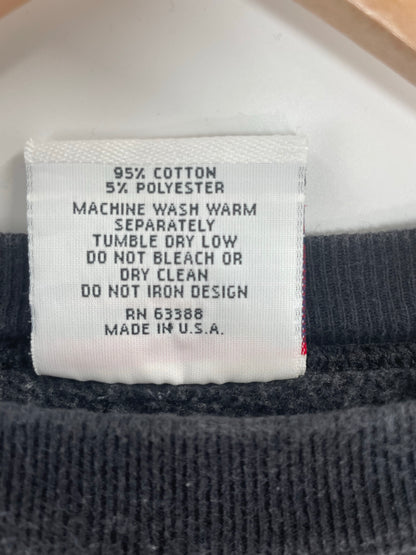 95% COTTON
5% POLYESTER
MACHINE WASH WARM
SEPARATELY
TUMBLE DRY LOW
DO NOT BLEACH OR
DRY CLEAN
DO NOT IRON DESIGN
RN 63388
MADE IN U.S.A.